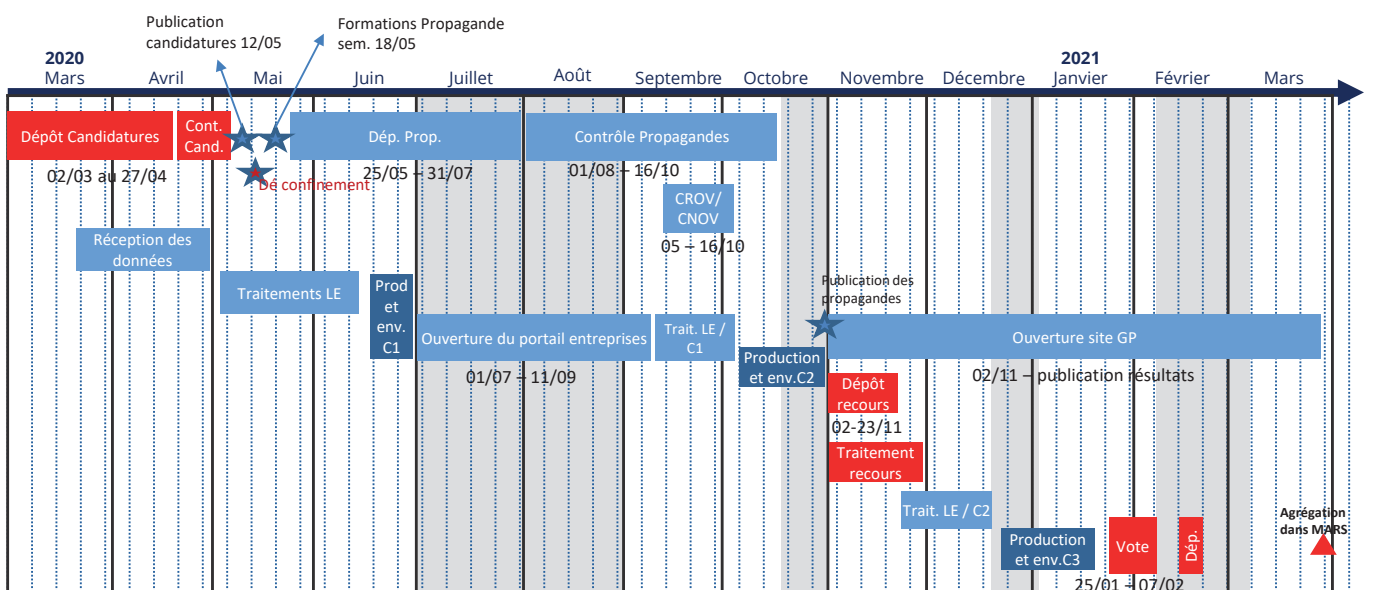 Publication
candidatures 12/05
Formations Propagande
sem. 18/05
2020
2021
Mars Avril Mai Juin Juillet Août Septembre Octobre Novembre Décembre Janvier Février Mars
Dépôt Candidatures
02/03 au 27/04
Cont.
Cand.
Dé confinement
Dép. Prop.
25/05 – 31/07
Contrôle Propagandes
01/08 – 16/10
CROV/
CNOV
05 – 16/10
Réception des
données
Traitements LE
Prod
et
env.
C1
Ouverture du portail entreprises
01/07 – 11/09
Trait. LE /
C1
Publication des
propagandes
Ouverture site GP
02/11 – publication résultats
Production
et env.C2
Dépôt
recours
02-23/11
Traitement
recours
Trait. LE / C2
Production
et env.C3
Vote
25/01 – 07/02
Dép.
Agrégation
dans MARS